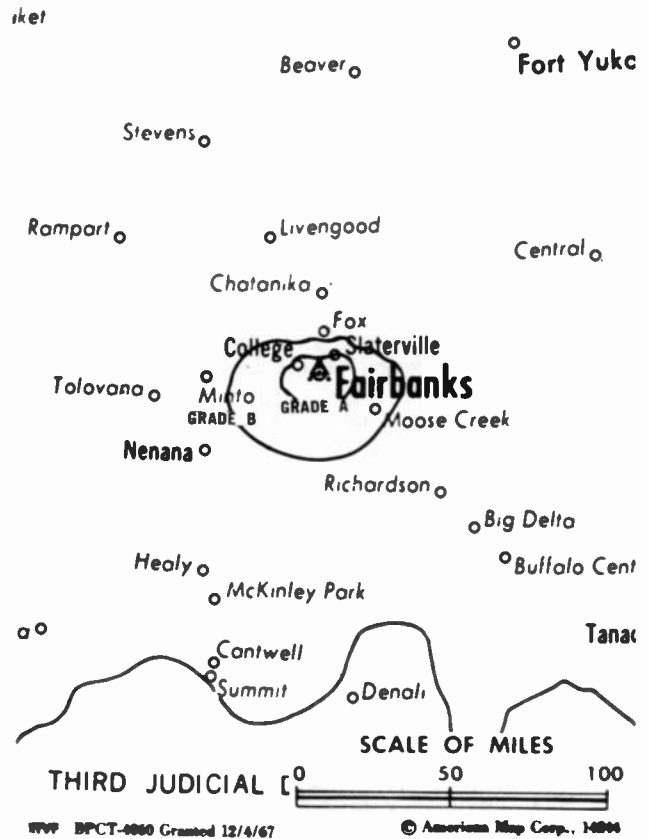 ıket
Beaver
Fort Yukc
Stevens
Rampart
Livengood
Central
Chatanika
Fox
College
Slaterville
Fairbanks
Tolovana
Minto
GRADE A
GRADE B
Moose Creek
Nenana
Richardson
Big Delta
Healy
Buffalo Cent
McKinley Park
a
Tanac
Cantwell
Summit
Denali
SCALE OF MILES
THIRD JUDICIAL
0 50 100
BPCT-4060 Granted 12/4/67
© American Map Corp.,